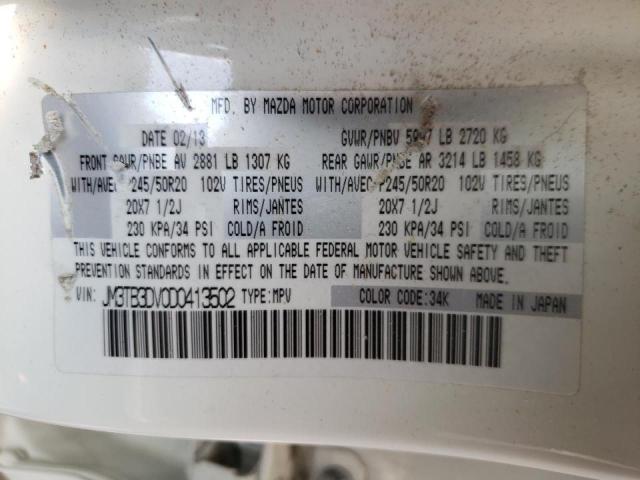 MFD. BY MAZDA MOTOR CORPORATION
DATE 02/13 GVWR/PNBV LB 2720 KG
FRONT GAWR/PNBE AV 2881 LB 1307 KG REAR GAWR/PNBE AR 3214 LB 1458 KG
WITH/AVEC P245/50R20 102V TIRES/PNEUS WITH/AVEC P245/50R20 102V TIRES/PNEUS
20X7 1/2J RIMS/JANTES 20X7 1/2J RIMS/JANTES
230 KPA/34 PSI COLD/A FROID 230 KPA/34 PSI COLD/A FROID
THIS VEHICLE CONFORMS TO ALL APPLICABLE FEDERAL MOTOR VEHICLE SAFETY AND THEFT
PREVENTION STANDARDS IN EFFECT ON THE DATE OF MANUFACTURE SHOWN ABOVE.
VIN: JM3TB3DV0D0413502 TYPE:MPV COLOR CODE:34K MADE IN JAPAN